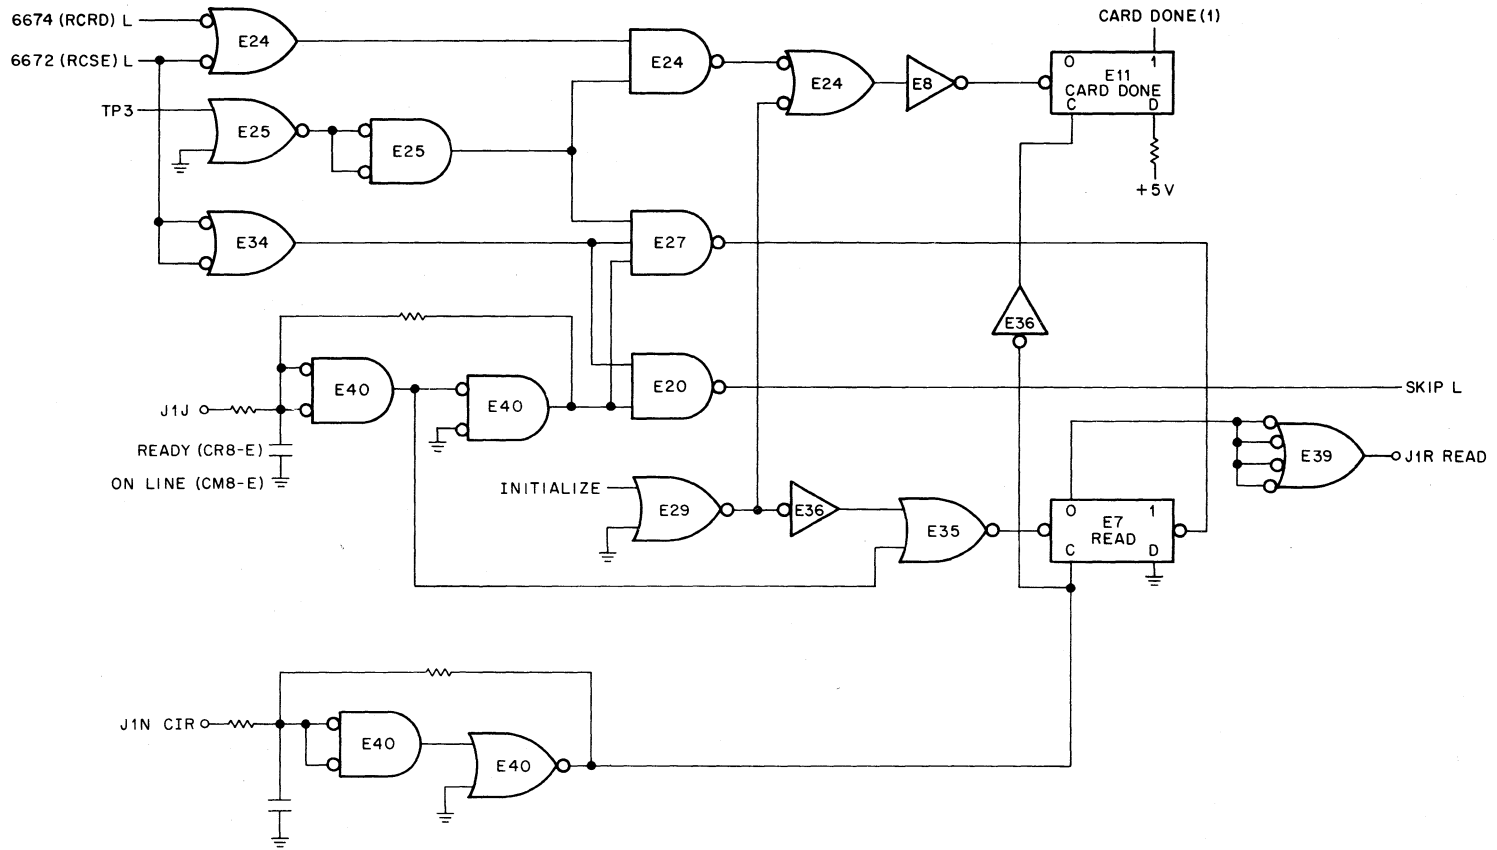 CARD DONE(1)
6674 (RCRD) L
E24
6672 (RCSE) L
E24
E24
E8
0 1
E11
CARD DONE
C D
TP3
E25
E25
+5V
E34
E27
E36
E40
E40
E20
SKIP L
J1J
READY (CR8-E)
ON LINE (CM8-E)
E39
J1R READ
INITIALIZE
E29
E36
E35
0 1
E7
READ
C D
J1N CIR
E40
E40